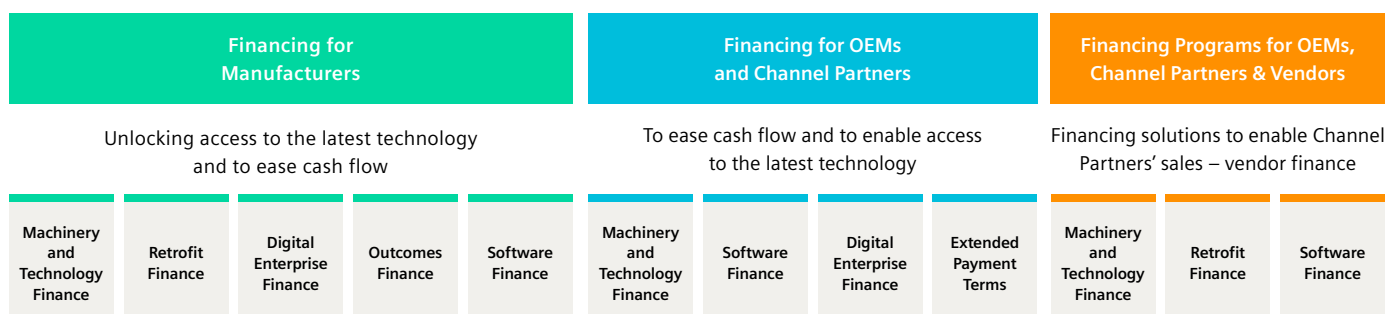 Financing for
Manufacturers
Financing for OEMs
and Channel Partners
Financing Programs for OEMs,
Channel Partners & Vendors
Unlocking access to the latest technology
and to ease cash flow
To ease cash flow and to enable access
to the latest technology
Financing solutions to enable Channel
Partners’ sales – vendor finance
Machinery
and
Technology
Finance
Retrofit
Finance
Digital
Enterprise
Finance
Outcomes
Finance
Software
Finance
Machinery
and
Technology
Finance
Software
Finance
Digital
Enterprise
Finance
Extended
Payment
Terms
Machinery
and
Technology
Finance
Retrofit
Finance
Software
Finance